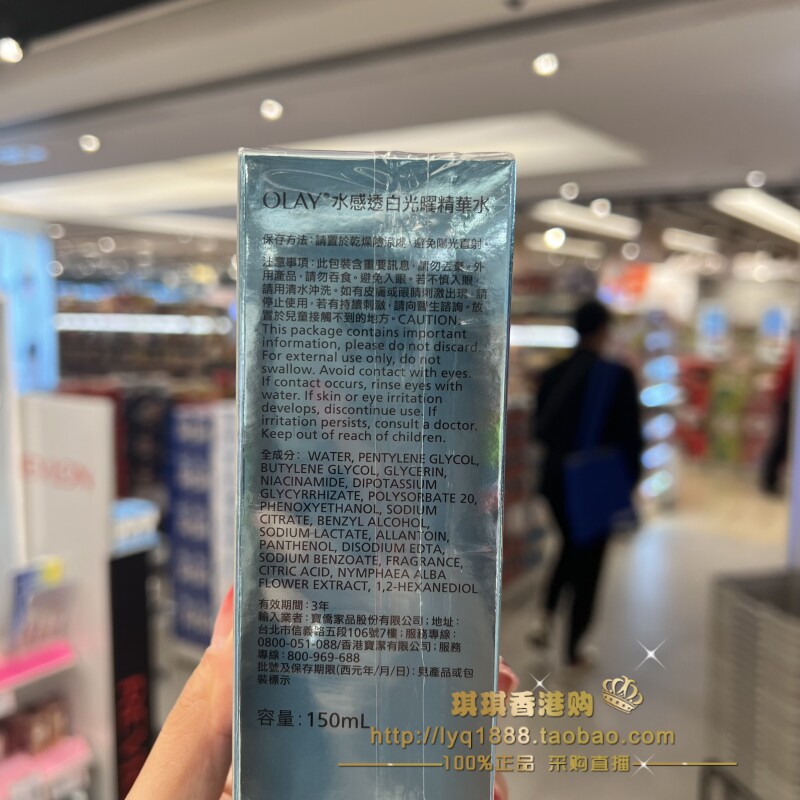 OLAY® 水感透白光曜精華水
保存方法：請置於乾燥陰涼處，避免陽光直射。
注意事項：此包裝含重要訊息，請勿丟棄。外
用產品，請勿吞食。避免入眼。若不慎入眼，
請用清水沖洗。如有皮膚或眼睛刺激出現，請
停止使用。若有持續刺激，請向醫生諮詢。放
置於兒童接觸不到的地方。CAUTION:
This package contains important
information, please do not discard.
For external use only, do not
swallow. Avoid contact with eyes.
If contact occurs, rinse eyes with
water. If skin or eye irritation
develops, discontinue use. If
irritation persists, consult a doctor.
Keep out of reach of children.
全成分：WATER, PENTYLENE GLYCOL,
BUTYLENE GLYCOL, GLYCERIN,
NIACINAMIDE, DIPOTASSIUM
GLYCYRRHIZATE, POLYSORBATE 20,
PHENOXYETHANOL, SODIUM
CITRATE, BENZYL ALCOHOL,
SODIUM LACTATE, ALLANTOIN,
PANTHENOL, DISODIUM EDTA,
SODIUM BENZOATE, FRAGRANCE,
CITRIC ACID, NYMPHAEA ALBA
FLOWER EXTRACT, 1,2-HEXANEDIOL
有效期間：3年
輸入業者：寶僑家品股份有限公司；地址：
台北市信義路五段106號7樓；服務專線：
0800-051-088/香港寶潔有限公司；服務
專線：800-969-688
批號及保存期限(西元年/月/日)：見產品或包
裝標示
容量：150mL
REVLON
琪琪香港购
http://lyq1888.taobao.com
100%正品 采购直播